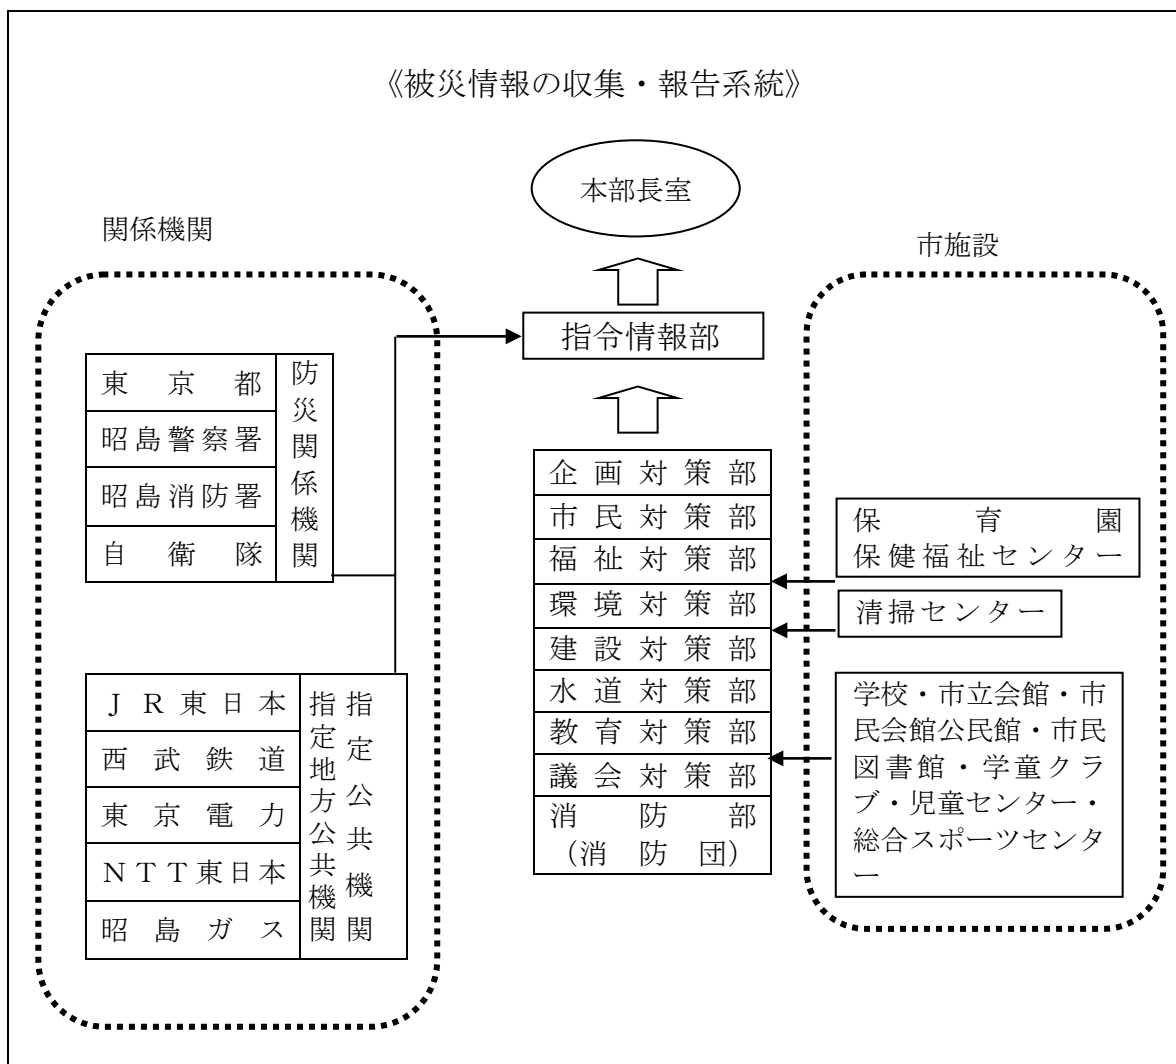 《被災情報の収集・報告系統》
本部長室
関係機関
市施設
指令情報部
東京都
昭島警察署
昭島消防署
自衛隊
防災関係機関
JR東日本
西武鉄道
東京電力
NTT東日本
昭島ガス
指定公共機関
指定地方公共機関
企画対策部
市民対策部
福祉対策部
環境対策部
建設対策部
水道対策部
教育対策部
議会対策部
消防部
(消防団)
保育園
保健福祉センター
清掃センター
学校・市立会館・市
民会館公民館・市民
図書館・学童クラ
ブ・児童センター・
総合スポーツセンタ
ー